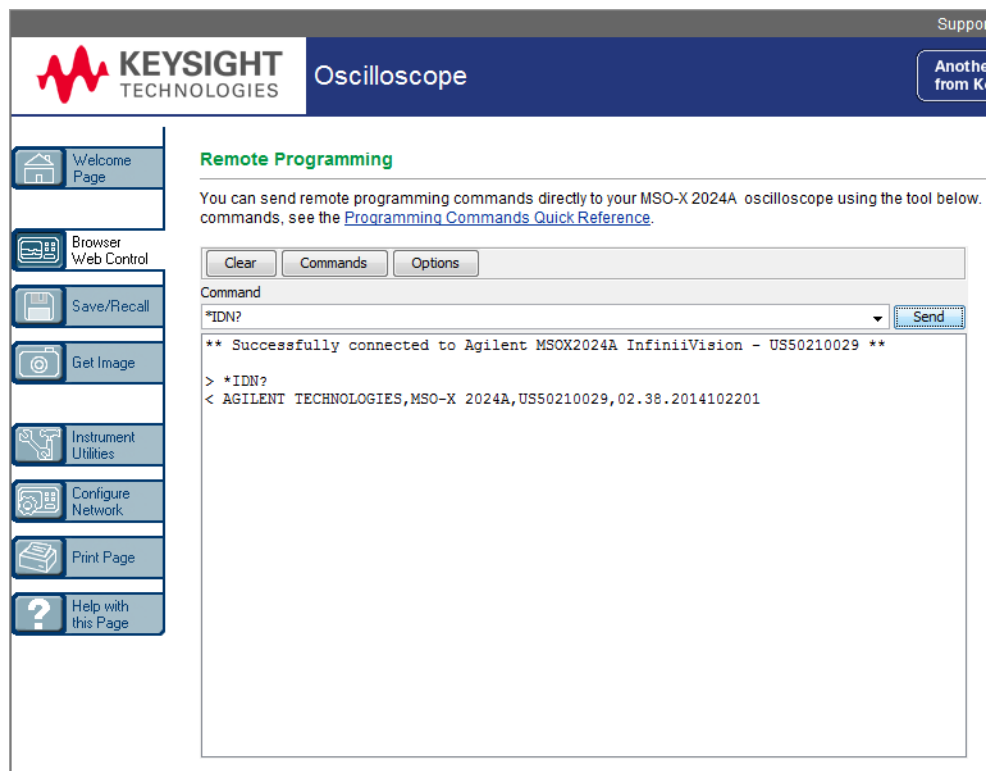 Suppor
KEYSIGHT
TECHNOLOGIES
Oscilloscope
Anothe
from K
Welcome
Page
Browser
Web Control
Save/Recall
Get Image
Instrument
Utilities
Configure
Network
Print Page
Help with
this Page
Remote Programming
You can send remote programming commands directly to your MSO-X 2024A oscilloscope using the tool below.
commands, see the Programming Commands Quick Reference.
Clear Commands Options
Command
*IDN? Send
** Successfully connected to Agilent MSOX2024A InfiniiVision - US50210029 **
> *IDN?
< AGILENT TECHNOLOGIES,MSO-X 2024A,US50210029,02.38.2014102201